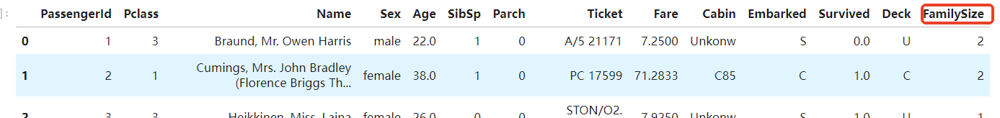 ]:
PassengerId Pclass Name Sex Age SibSp Parch Ticket Fare Cabin Embarked Survived Deck FamilySize
0 1 3 Braund, Mr. Owen Harris male 22.0 1 0 A/5 21171 7.2500 Unkonw S 0.0 U 2
1 2 1 Cumings, Mrs. John Bradley (Florence Briggs Th... female 38.0 1 0 PC 17599 71.2833 C85 C 1.0 C 2
2 3 3 Heikkinen, Miss. Laina female 26.0 0 0 STON/O2. 7.9250 Unkonw S 1.0 U 1